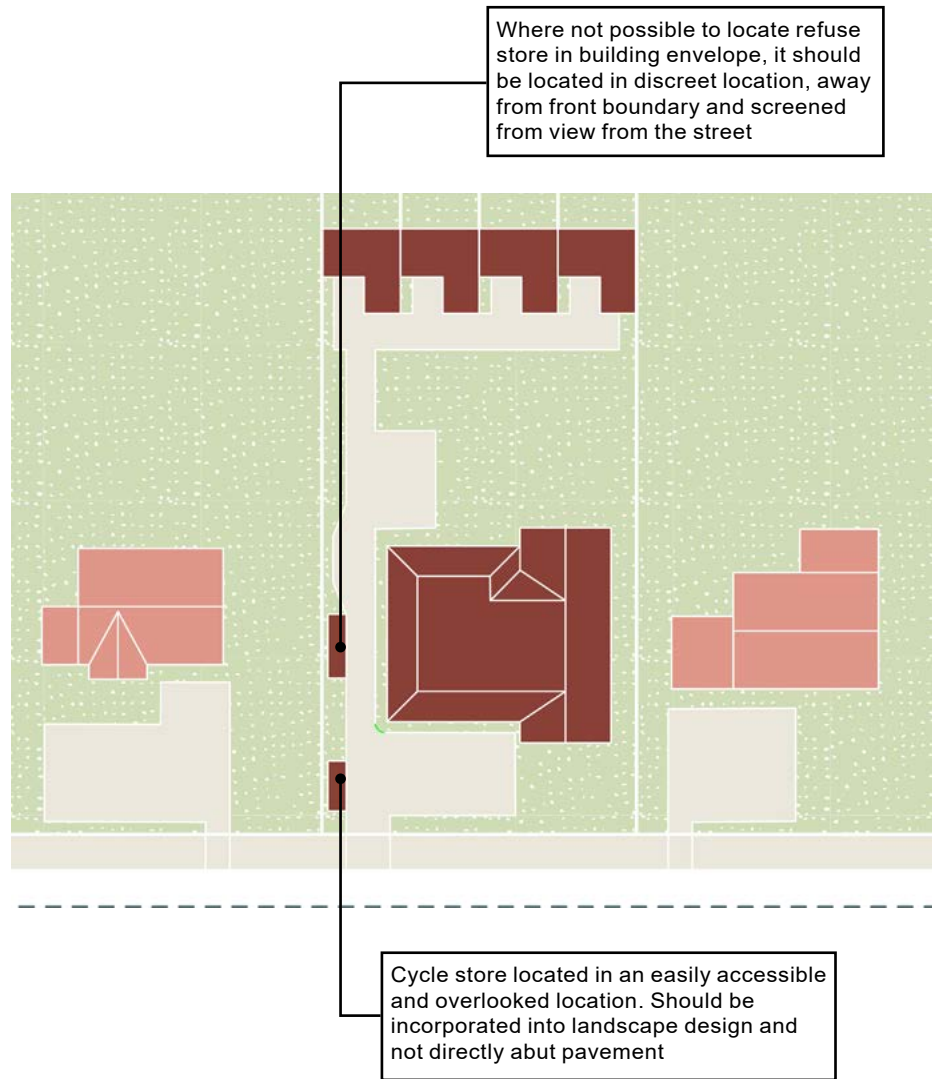 Where not possible to locate refuse
store in building envelope, it should
be located in discreet location, away
from front boundary and screened
from view from the street
Cycle store located in an easily accessible
and overlooked location. Should be
incorporated into landscape design and
not directly abut pavement